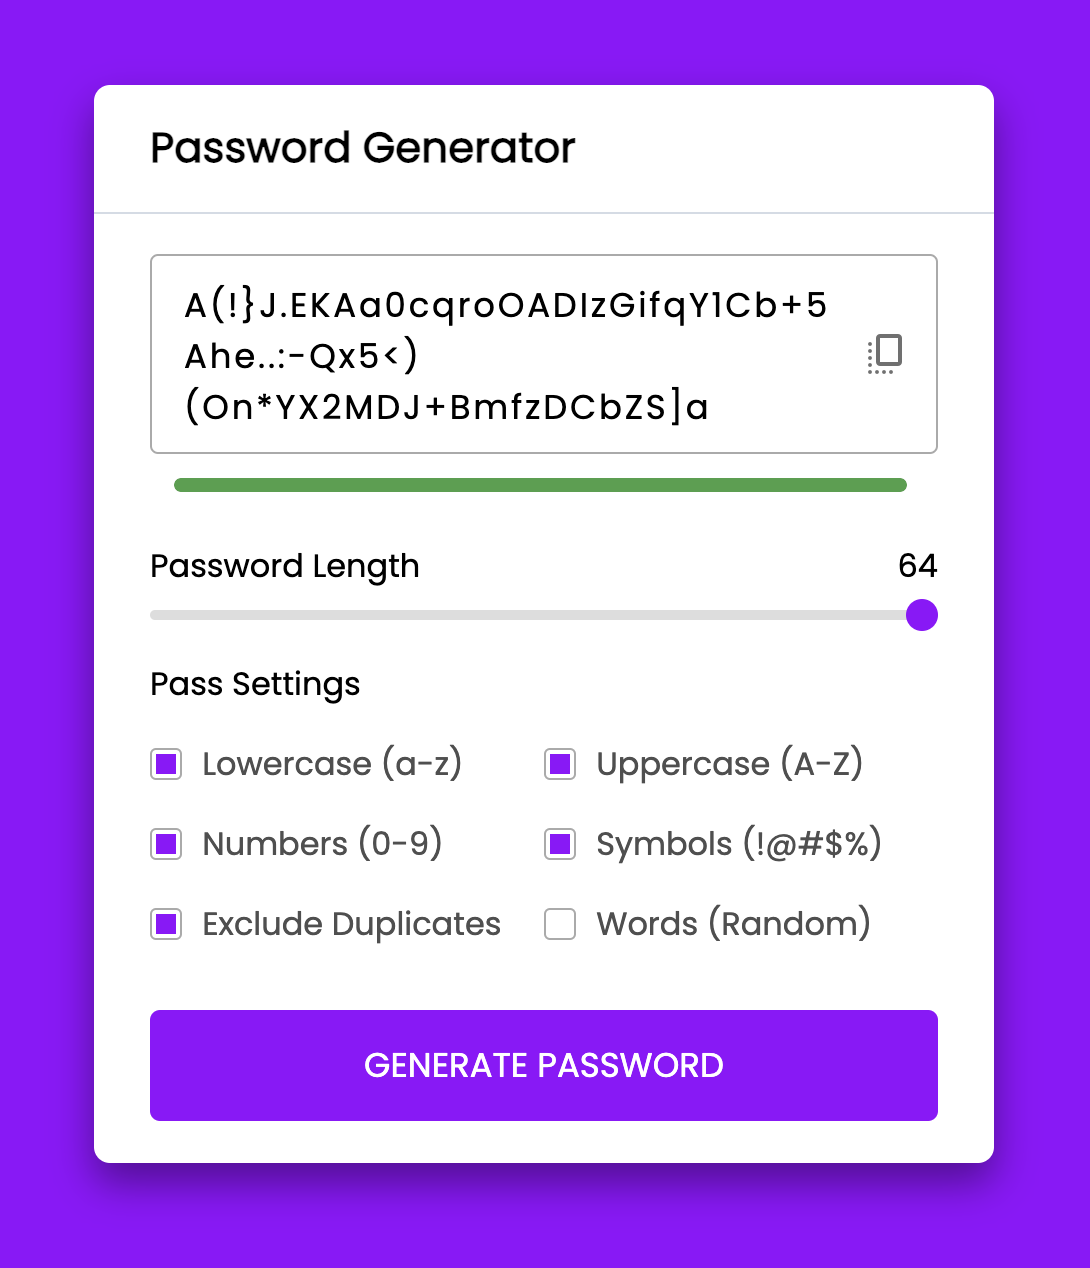 Password Generator
A(!}J.EKAa0cqroOADIzGifqY1Cb+5
Ahe..:-Qx5<)
(On*YX2MDJ+BmfzDCbZS]a
Password Length
64
Pass Settings
Lowercase (a-z)
Uppercase (A-Z)
Numbers (0-9)
Symbols (!@#$%)
Exclude Duplicates
Words (Random)
GENERATE PASSWORD